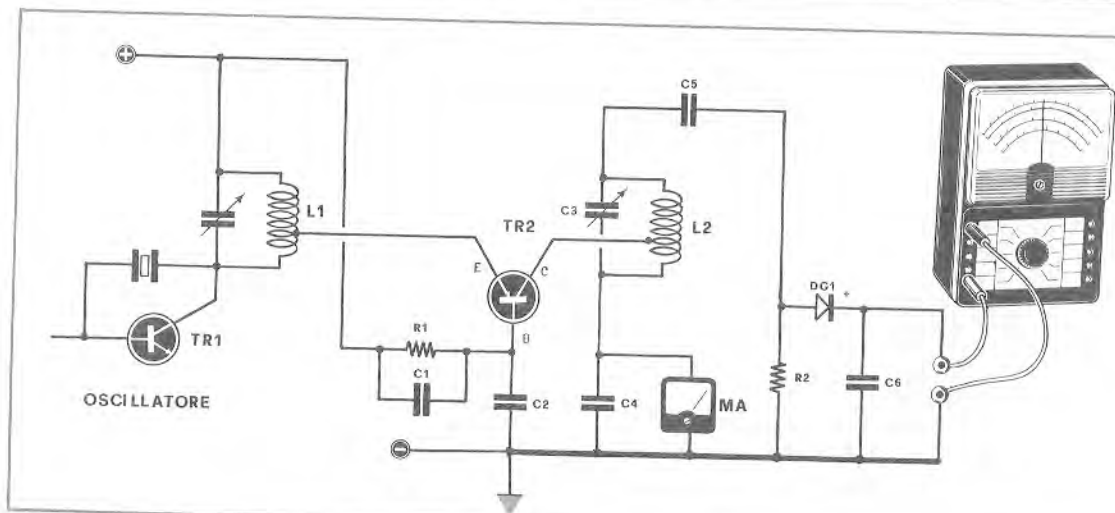 +
C5
L1
C3
TR2
L2
E
C
DG1
+
R1
B
TR1
C1
R2
C6
C2
C4
MA
OSCILLATORE
-